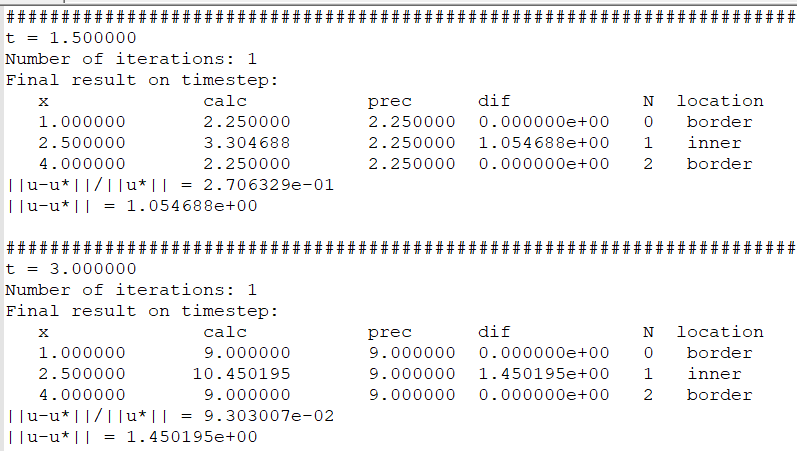 ################################################################################
t = 1.500000
Number of iterations: 1
Final result on timestep:
x calc prec dif N location
1.000000 2.250000 2.250000 0.000000e+00 0 border
2.500000 3.304688 2.250000 1.054688e+00 1 inner
4.000000 2.250000 2.250000 0.000000e+00 2 border
||u-u*||/||u*|| = 2.706329e-01
||u-u*|| = 1.054688e+00
################################################################################
t = 3.000000
Number of iterations: 1
Final result on timestep:
x calc prec dif N location
1.000000 9.000000 9.000000 0.000000e+00 0 border
2.500000 10.450195 9.000000 1.450195e+00 1 inner
4.000000 9.000000 9.000000 0.000000e+00 2 border
||u-u*||/||u*|| = 9.303007e-02
||u-u*|| = 1.450195e+00